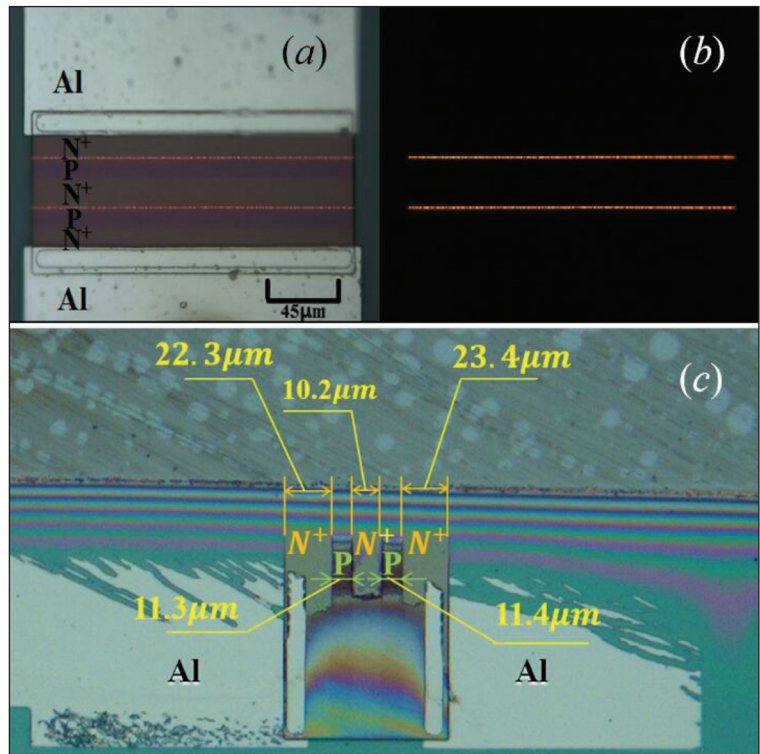 (a)
(b)
Al
N+
P
N+
P
N+
Al
45μm
(c)
22.3μm
10.2μm
23.4μm
N+
N+
N+
P
P
11.3μm
11.4μm
Al
Al